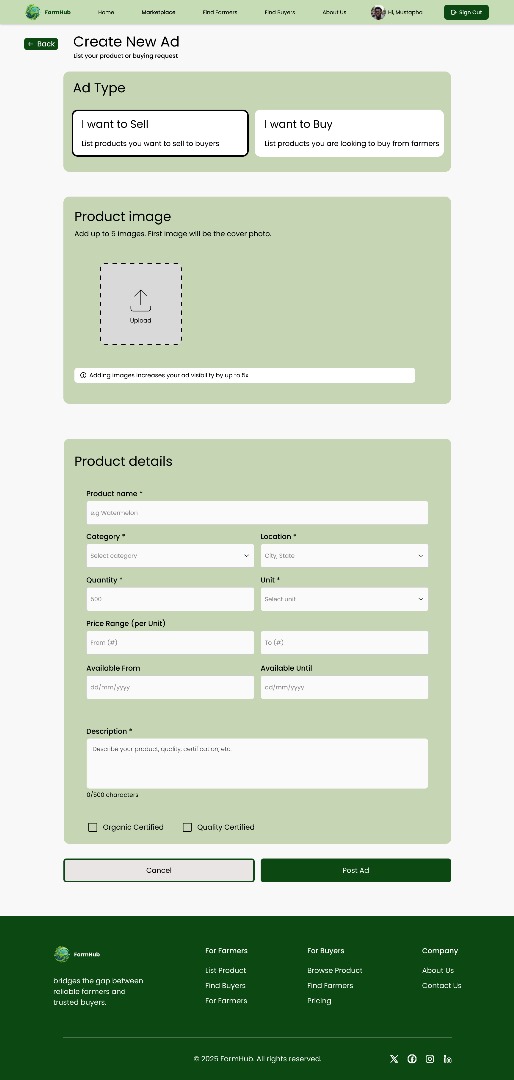 FarmHub
Home
Marketplace
Find Farmers
Find Buyers
About Us
Hi, Mustapha
Sign Out
← Back
Create New Ad
List your product or buying request
Ad Type
I want to Sell
List products you want to sell to buyers
I want to Buy
List products you are looking to buy from farmers
Product image
Add up to 5 images. First image will be the cover photo.
Upload
Adding images increases your ad visibility by up to 5x
Product details
Product name *
e.g Watermelon
Category *
Location *
Select category
City, State
Quantity *
Unit *
500
Select unit
Price Range (per Unit)
From (#)
To (#)
Available From
Available Until
dd/mm/yyyy
dd/mm/yyyy
Description *
Describe your product, quality, certification, etc
0/500 characters
Organic Certified
Quality Certified
Cancel
Post Ad
FarmHub
bridges the gap between
reliable farmers and
trusted buyers.
For Farmers
List Product
Find Buyers
For Farmers
For Buyers
Browse Product
Find Farmers
Pricing
Company
About Us
Contact Us
© 2025 FarmHub. All rights reserved.